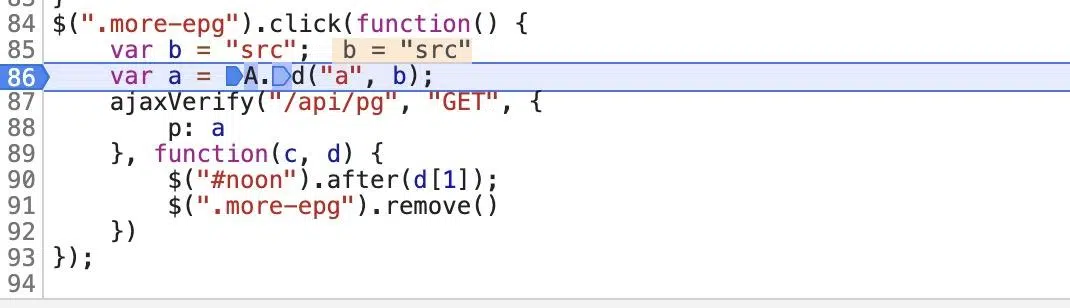 84 $(".more-epg").click(function() {
85 var b = "src"; b = "src"
86 var a = A.d("a", b);
87 ajaxVerify("/api/pg", "GET", {
88 p: a
89 }, function(c, d) {
90 $("#noon").after(d[1]);
91 $(".more-epg").remove()
92 })
93 });
94